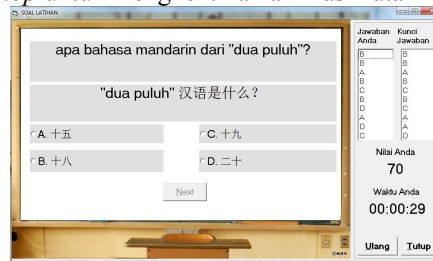 SOAL LATIHAN
apa bahasa mandarin dari "dua puluh"?
"dua puluh" 汉语是什么？
A. 十五
C. 十九
B. 十八
D. 二十
Next
Jawaban Anda
Kunci Jawaban
Nilai Anda
70
Waktu Anda
00:00:29
Ulang
Tutup